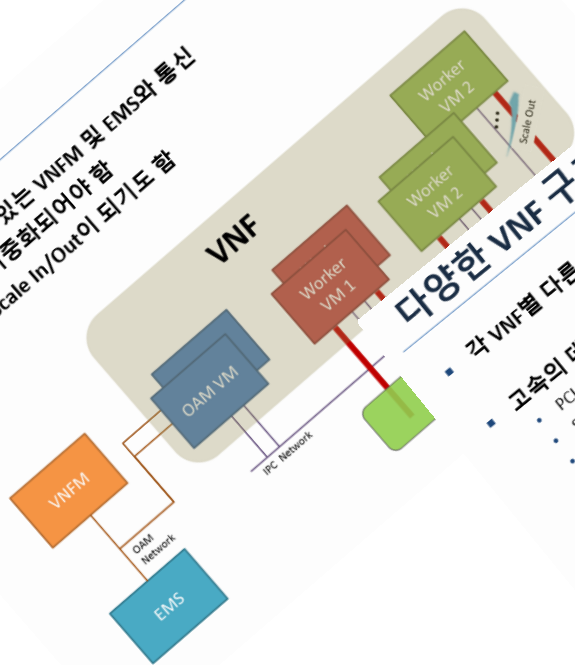 있는 VNFM 및 EMS와 통신
중화되어야 함
Scale In/Out이 되기도 함
VNF
Worker
VM 2
Scale Out
...
Worker
VM 2
Worker
VM 1
OAM VM
VNFM
OAM
Network
EMS
IPC Network
다양한 VNF
각 VNF별 다른
고속의